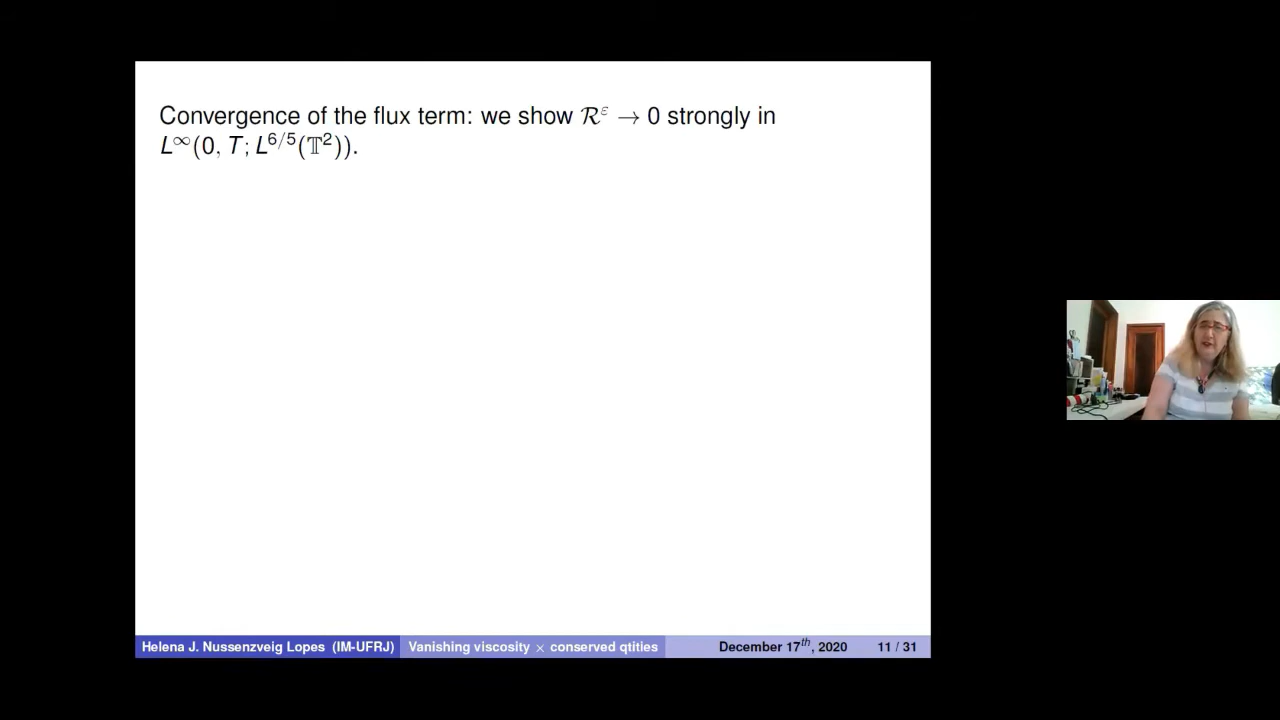 Convergence of the flux term: we show ℛ^ε → 0 strongly in
L^∞(0, T; L^{6/5}(𝕋²)).
Helena J. Nussenzveig Lopes (IM-UFRJ) Vanishing viscosity × conserved qtities December 17^th, 2020 11 / 31